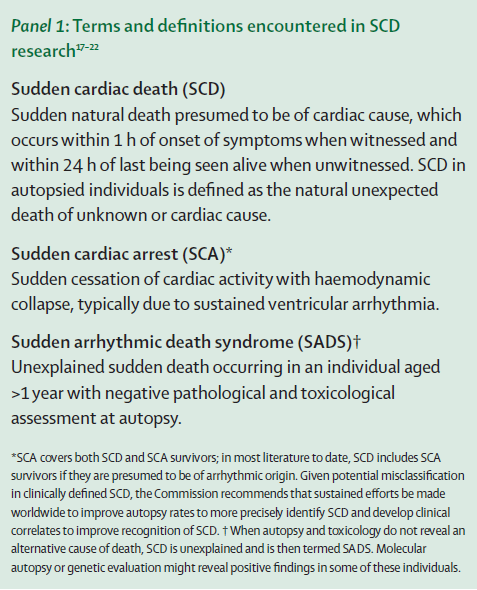 Panel 1: Terms and definitions encountered in SCD
research¹⁷⁻²²
Sudden cardiac death (SCD)
Sudden natural death presumed to be of cardiac cause, which
occurs within 1 h of onset of symptoms when witnessed and
within 24 h of last being seen alive when unwitnessed. SCD in
autopsied individuals is defined as the natural unexpected
death of unknown or cardiac cause.
Sudden cardiac arrest (SCA)*
Sudden cessation of cardiac activity with haemodynamic
collapse, typically due to sustained ventricular arrhythmia.
Sudden arrhythmic death syndrome (SADS)†
Unexplained sudden death occurring in an individual aged
>1 year with negative pathological and toxicological
assessment at autopsy.
*SCA covers both SCD and SCA survivors; in most literature to date, SCD includes SCA
survivors if they are presumed to be of arrhythmic origin. Given potential misclassification
in clinically defined SCD, the Commission recommends that sustained efforts be made
worldwide to improve autopsy rates to more precisely identify SCD and develop clinical
correlates to improve recognition of SCD. † When autopsy and toxicology do not reveal an
alternative cause of death, SCD is unexplained and is then termed SADS. Molecular
autopsy or genetic evaluation might reveal positive findings in some of these individuals.